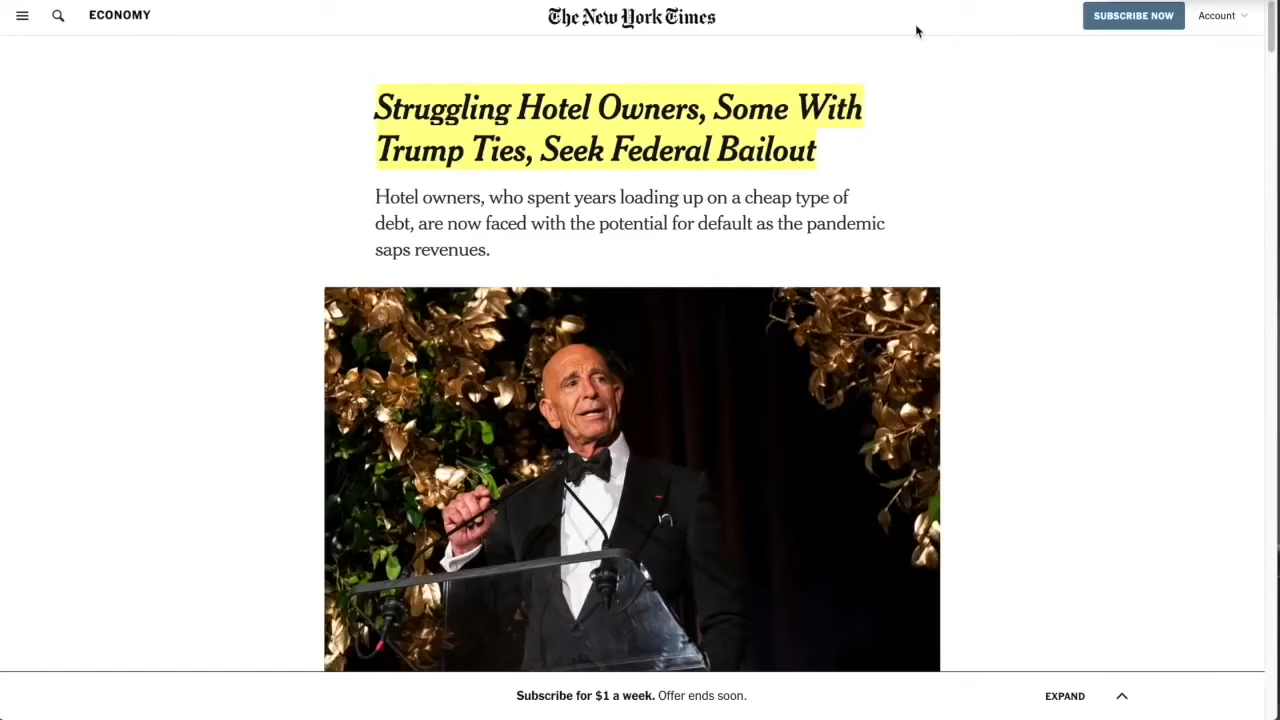 ECONOMY
The New York Times
SUBSCRIBE NOW
Account
Struggling Hotel Owners, Some With
Trump Ties, Seek Federal Bailout
Hotel owners, who spent years loading up on a cheap type of
debt, are now faced with the potential for default as the pandemic
saps revenues.
Subscribe for $1 a week. Offer ends soon.
EXPAND